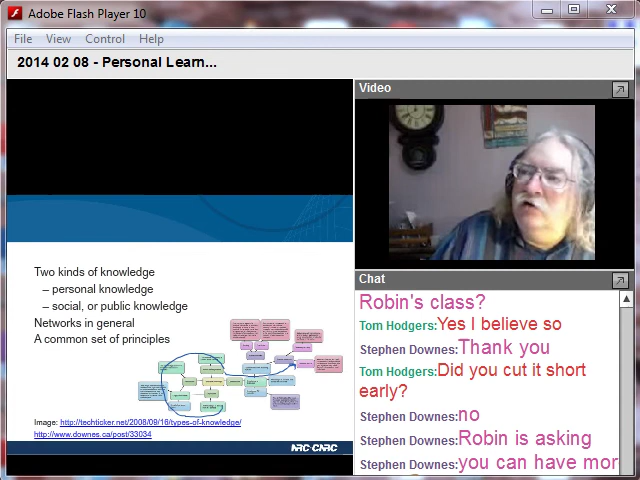 Adobe Flash Player 10
File View Control Help
2014 02 08 - Personal Learn...
Two kinds of knowledge
– personal knowledge
– social, or public knowledge
Networks in general
A common set of principles
Image: http://techticker.net/2008/09/16/types-of-knowledge/
http://www.downes.ca/post/33034
NRC-CNRC
Video
Chat
Robin's class?
Tom Hodgers:Yes I believe so
Stephen Downes:Thank you
Tom Hodgers:Did you cut it short
early?
Stephen Downes:no
Stephen Downes:Robin is asking
Stephen Downes:you can have mor